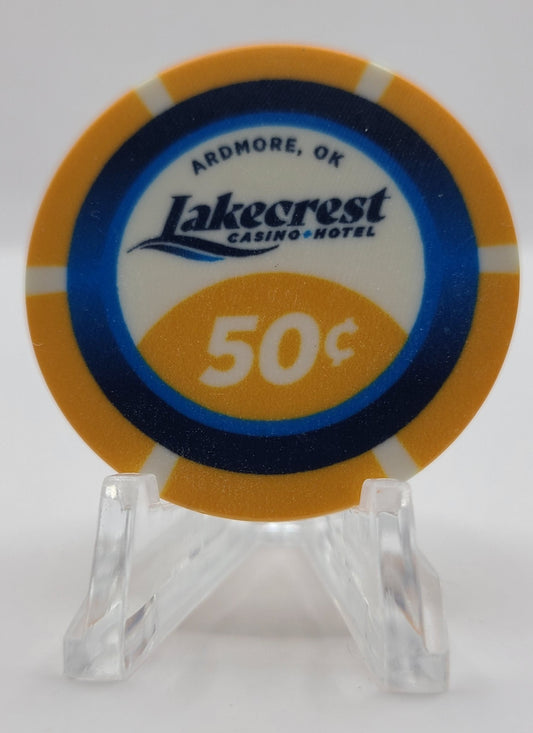 ARDMORE, OK
Lakecrest
CASINO+HOTEL
50¢